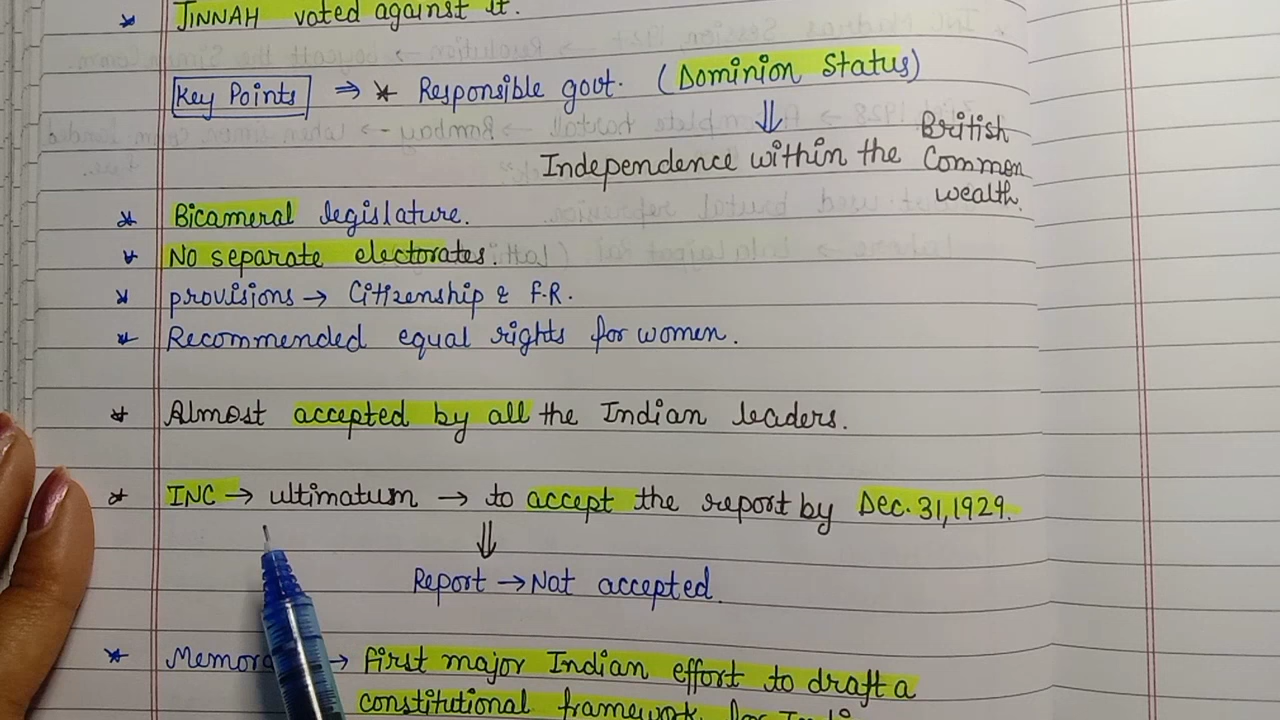 * JINNAH voted against it.
Key Points ⇒ * Responsible govt. (Dominion Status)
⇓
Independence within the British Common wealth.
* Bicameral legislature.
* No separate electorates.
* provisions → Citizenship & F.R.
* Recommended equal rights for women.
* Almost accepted by all the Indian leaders.
* INC → ultimatum → to accept the report by Dec. 31, 1929.
⇓
Report → Not accepted.
* → First major Indian effort to draft a
constitutional framework for